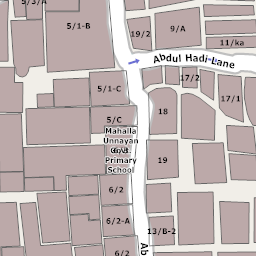 5/3/A
5/1-B
19/2
9/A
11/ka
Abdul Hadi Lane
5/1-C
17/2
17/1
5/C
18
Mahalla
Unnayan
Primary
School
19
6/2
6/2-A
13/B-2
6/2
Ab